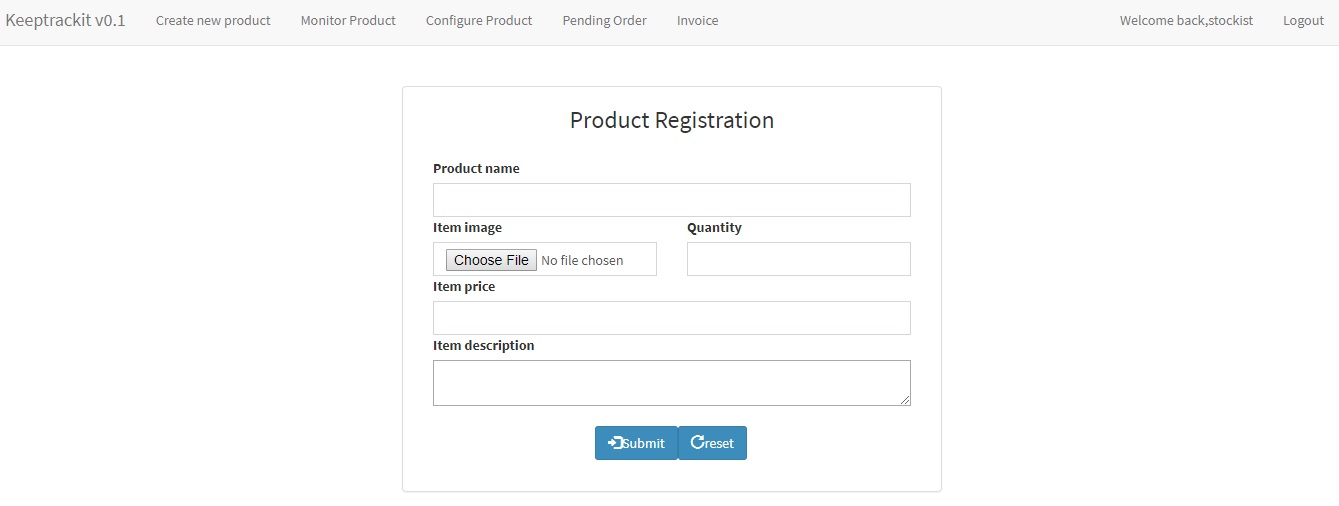 Keeptrackit v0.1 Create new product Monitor Product Configure Product Pending Order Invoice Welcome back,stockist Logout
Product Registration
Product name
Item image Quantity
Choose File No file chosen
Item price
Item description
Submit reset